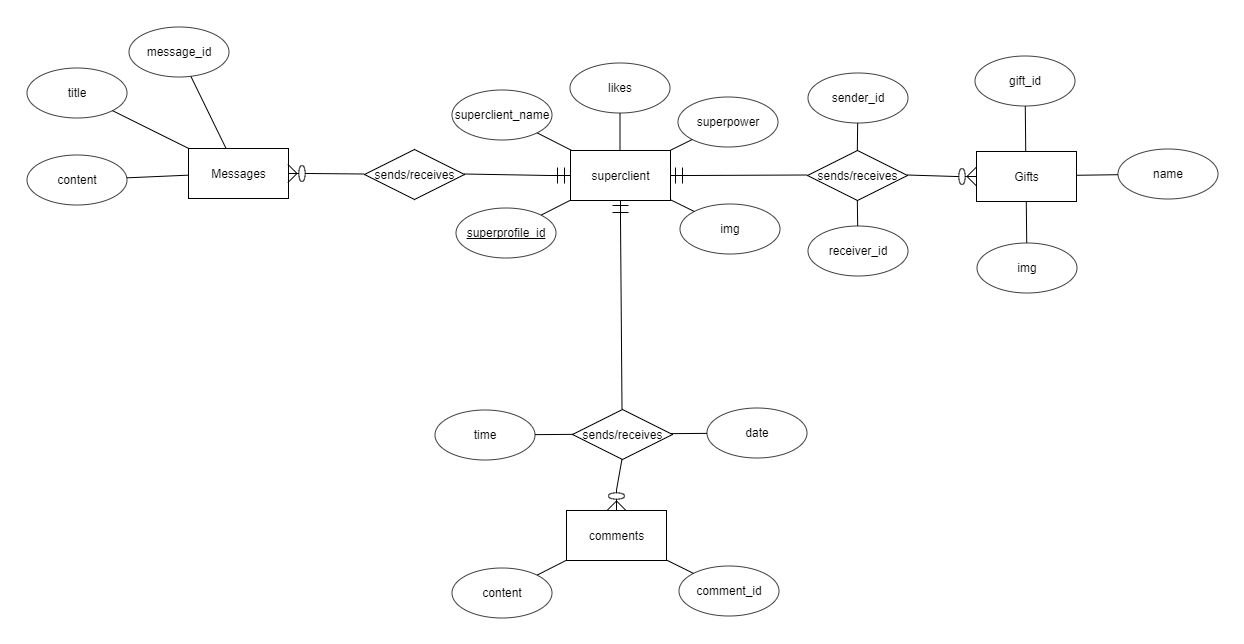 message_id
title
likes
gift_id
superclient_name
superpower
sender_id
Messages
sends/receives
superclient
sends/receives
Gifts
name
content
superprofile_id
img
receiver_id
img
time
sends/receives
date
comments
content
comment_id